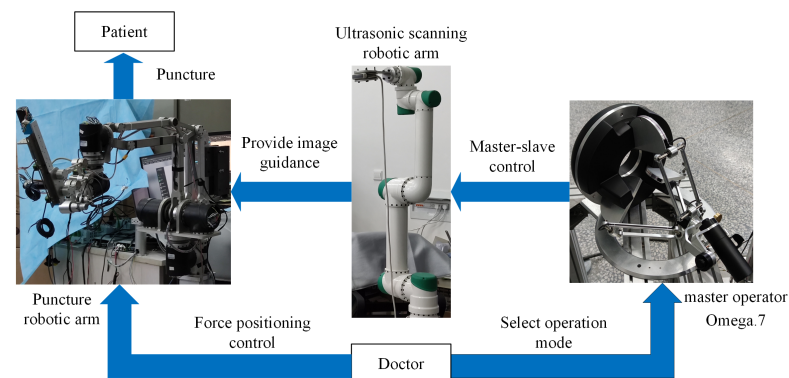 Patient
Ultrasonic scanning
robotic arm
Puncture
Provide image
guidance
Master-slave
control
Puncture
robotic arm
master operator
Omega.7
Force positioning
control
Select operation
mode
Doctor